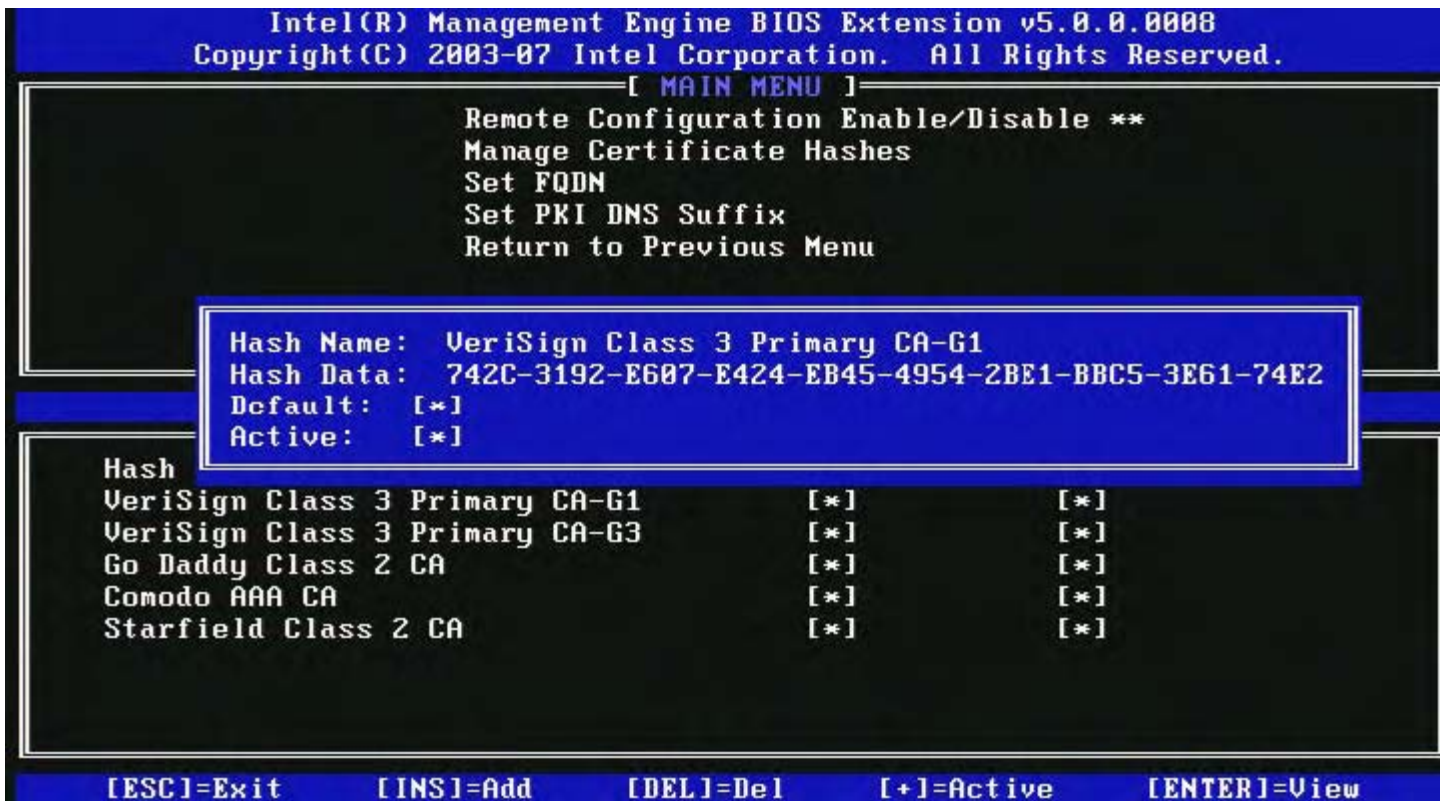 Intel(R) Management Engine BIOS Extension v5.0.0.0008
Copyright(C) 2003-07 Intel Corporation. All Rights Reserved.
[ MAIN MENU ]
Remote Configuration Enable/Disable **
Manage Certificate Hashes
Set FQDN
Set PKI DNS Suffix
Return to Previous Menu
Hash Name: VeriSign Class 3 Primary CA-G1
Hash Data: 742C-3192-E607-E424-EB45-4954-2BE1-BBC5-3E61-74E2
Default: [*]
Active: [*]
Hash
VeriSign Class 3 Primary CA-G1 [*] [*]
VeriSign Class 3 Primary CA-G3 [*] [*]
Go Daddy Class 2 CA [*] [*]
Comodo AAA CA [*] [*]
Starfield Class 2 CA [*] [*]
[ESC]=Exit [INS]=Add [DEL]=Del [+]=Active [ENTER]=View